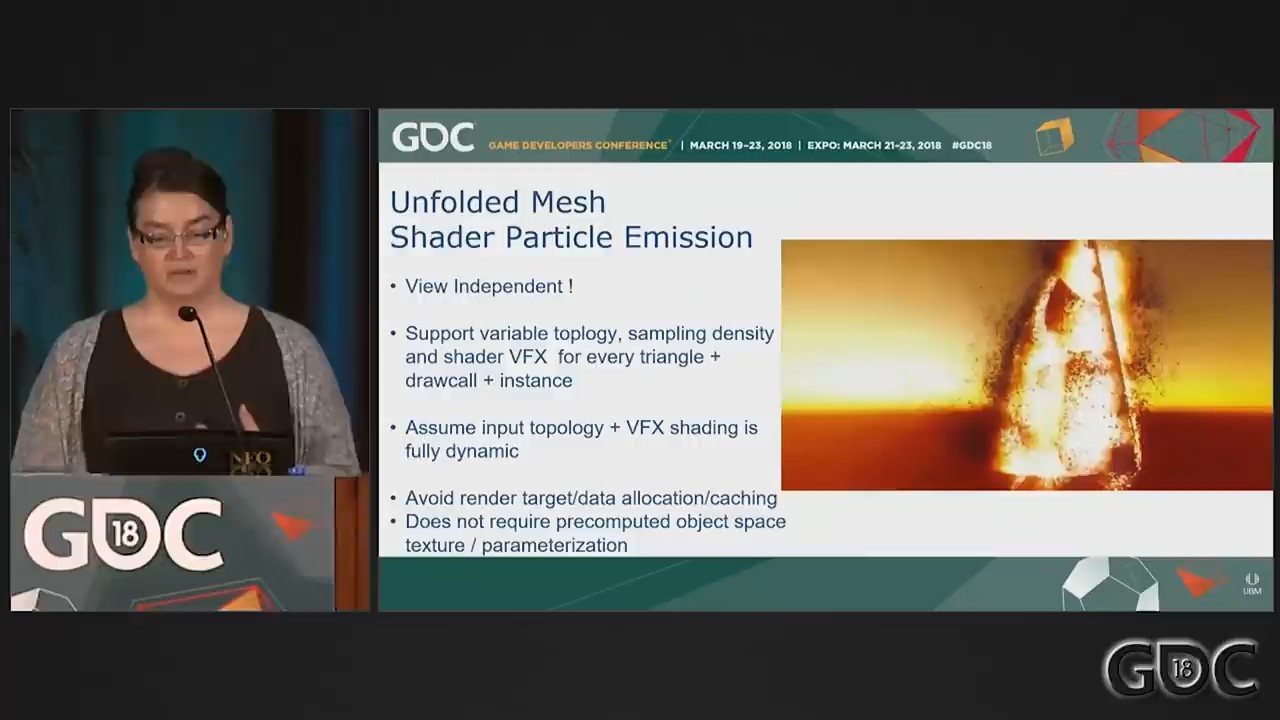 GDC
GAME DEVELOPERS CONFERENCE | MARCH 19–23, 2018 | EXPO: MARCH 21–23, 2018 #GDC18
Unfolded Mesh
Shader Particle Emission
• View Independent !
• Support variable toplogy, sampling density
and shader VFX for every triangle +
drawcall + instance
• Assume input topology + VFX shading is
fully dynamic
• Avoid render target/data allocation/caching
• Does not require precomputed object space
texture / parameterization
NEO
GDC
18
UBM
GDC
18